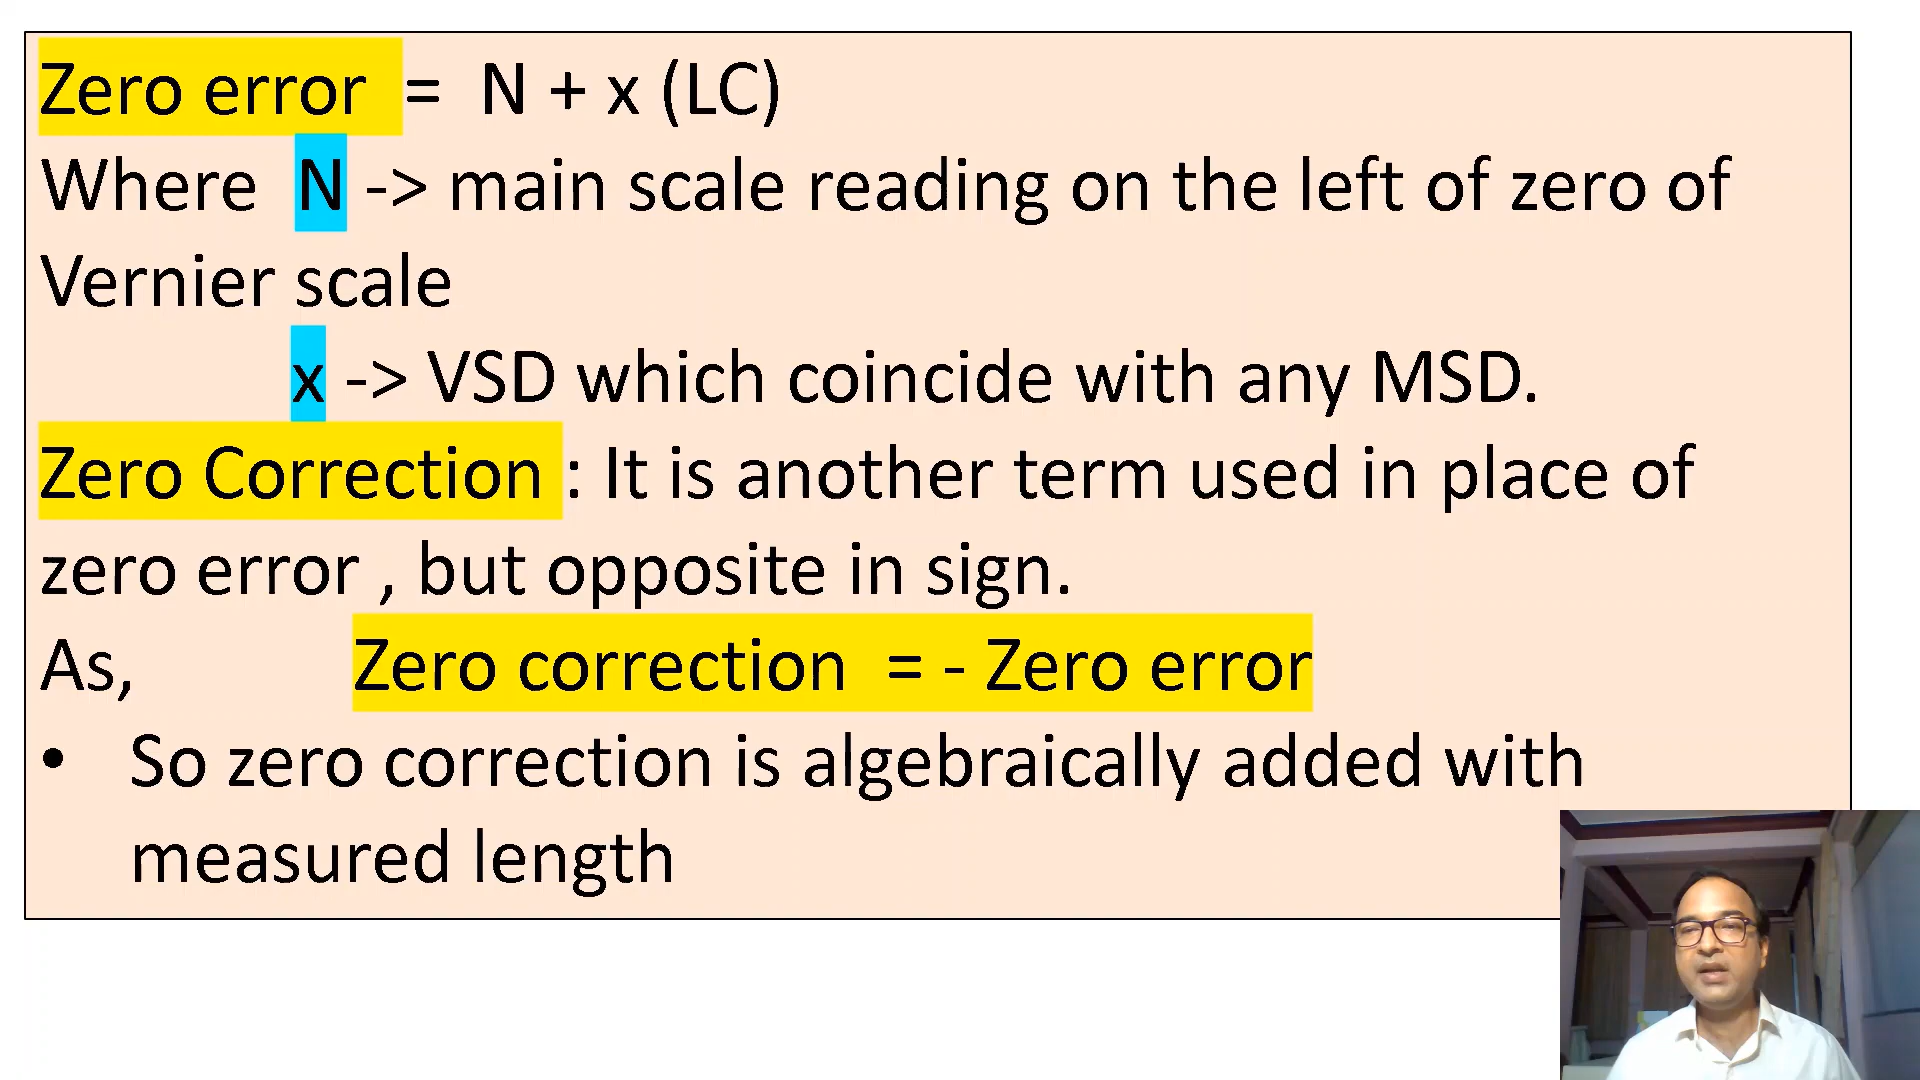 Zero error = N + x (LC)
Where N -> main scale reading on the left of zero of
Vernier scale
x -> VSD which coincide with any MSD.
Zero Correction : It is another term used in place of
zero error , but opposite in sign.
As, Zero correction = - Zero error
• So zero correction is algebraically added with
measured length